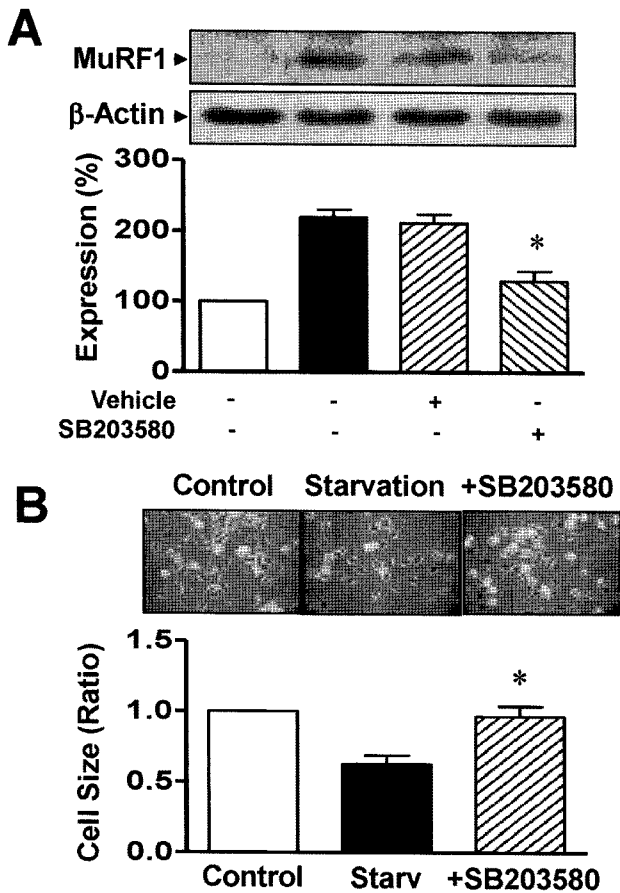 A
MuRF1
β-Actin
Expression (%)
300
200
100
0
Vehicle - - + -
SB203580 - - - +
*
B
Control Starvation +SB203580
Cell Size (Ratio)
1.5
1.0
0.5
0.0
*
Control Starv +SB203580